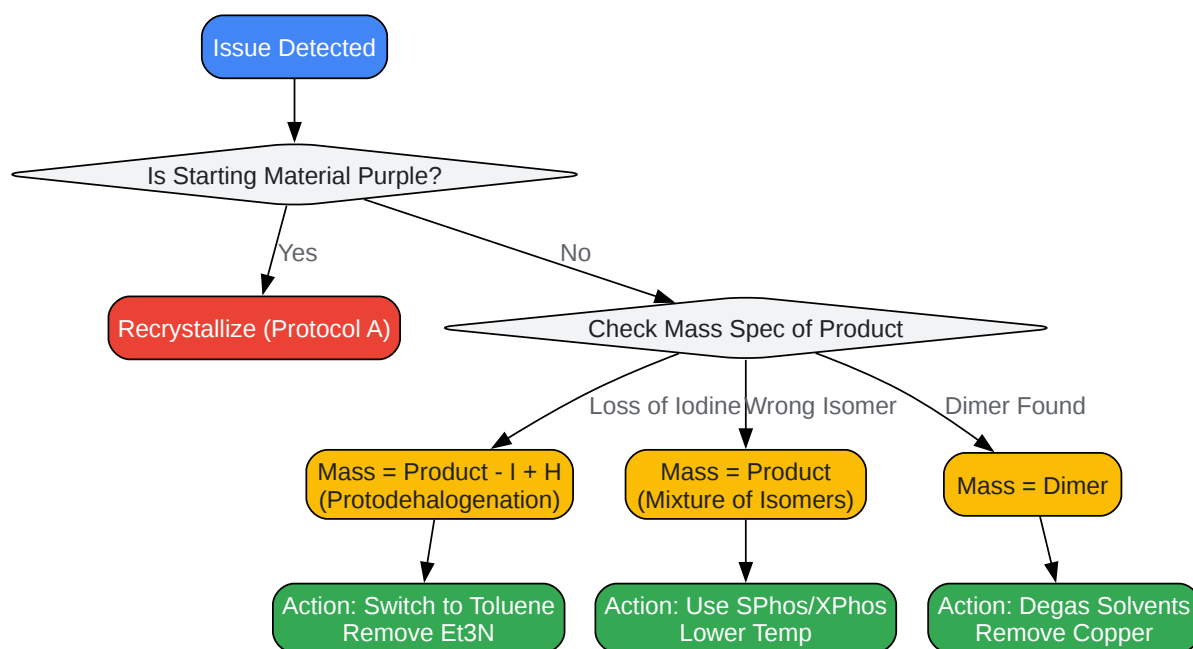 Issue Detected
Is Starting Material Purple?
Yes
No
Recrystallize (Protocol A)
Check Mass Spec of Product
Loss of Iodine
Wrong Isomer
Dimer Found
Mass = Product - I + H
(Protodehalogenation)
Mass = Product
(Mixture of Isomers)
Mass = Dimer
Action: Switch to Toluene
Remove Et3N
Action: Use SPhos/XPhos
Lower Temp
Action: Degas Solvents
Remove Copper